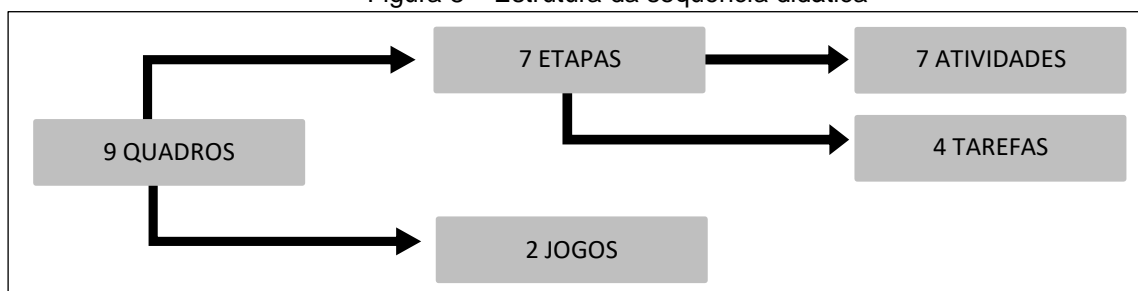 7 ETAPAS
7 ATIVIDADES
9 QUADROS
4 TAREFAS
2 JOGOS